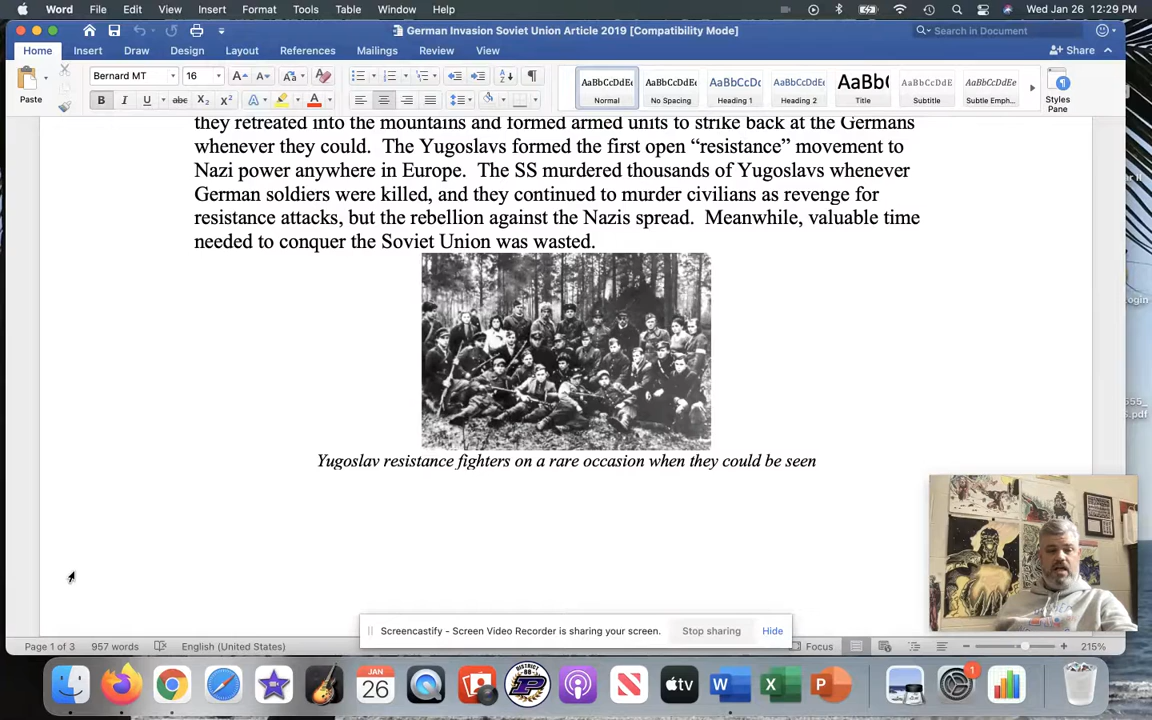 Word File Edit View Insert Format Tools Table Window Help Wed Jan 26 12:29 PM
German Invasion Soviet Union Article 2019 [Compatibility Mode]
Search in Document
Home Insert Draw Design Layout References Mailings Review View Share
Bernard MT 16
AaBbCcDdEe AaBbCcDdEe AaBbCcDc AaBbCcDdEe AaBb( AaBbCcDdE AaBbCcDdEe
Paste
Normal No Spacing Heading 1 Heading 2 Title Subtitle Subtle Emph... Styles Pane
they retreated into the mountains and formed armed units to strike back at the Germans
whenever they could. The Yugoslavs formed the first open “resistance” movement to
Nazi power anywhere in Europe. The SS murdered thousands of Yugoslavs whenever
German soldiers were killed, and they continued to murder civilians as revenge for
resistance attacks, but the rebellion against the Nazis spread. Meanwhile, valuable time
needed to conquer the Soviet Union was wasted.
Yugoslav resistance fighters on a rare occasion when they could be seen
Screencastify - Screen Video Recorder is sharing your screen. Stop sharing Hide
Page 1 of 3 957 words English (United States) Focus 215%
JAN
26